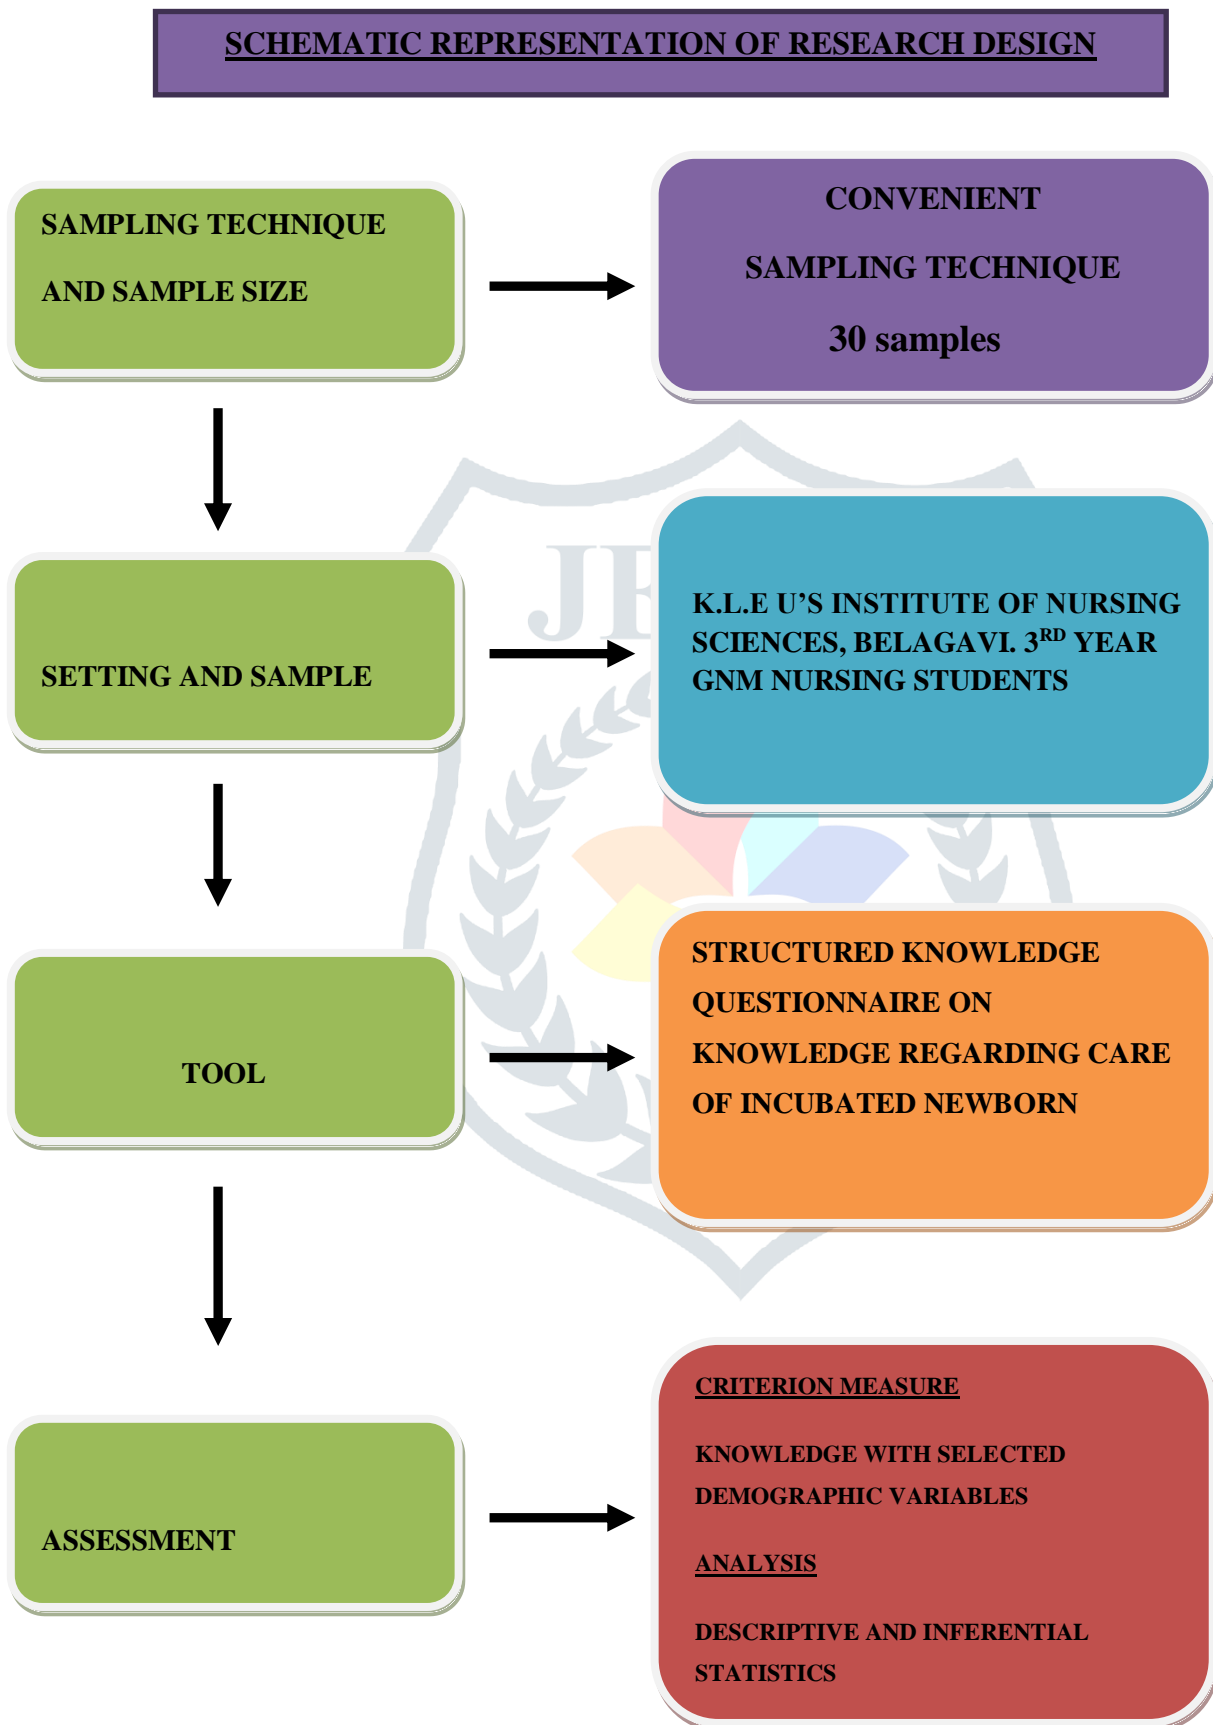 SCHEMATIC REPRESENTATION OF RESEARCH DESIGN
SAMPLING TECHNIQUE
AND SAMPLE SIZE
CONVENIENT
SAMPLING TECHNIQUE
30 samples
SETTING AND SAMPLE
K.L.E U’S INSTITUTE OF NURSING
SCIENCES, BELAGAVI. 3RD YEAR
GNM NURSING STUDENTS
TOOL
STRUCTURED KNOWLEDGE
QUESTIONNAIRE ON
KNOWLEDGE REGARDING CARE
OF INCUBATED NEWBORN
ASSESSMENT
CRITERION MEASURE
KNOWLEDGE WITH SELECTED
DEMOGRAPHIC VARIABLES
ANALYSIS
DESCRIPTIVE AND INFERENTIAL
STATISTICS